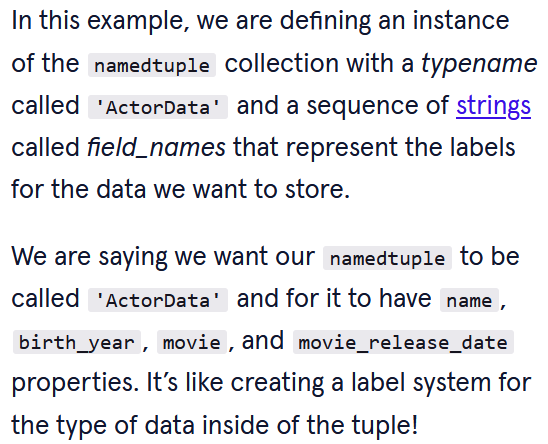 In this example, we are defining an instance
of the namedtuple collection with a typename
called 'ActorData' and a sequence of strings
called field_names that represent the labels
for the data we want to store.
We are saying we want our namedtuple to be
called 'ActorData' and for it to have name,
birth_year, movie, and movie_release_date
properties. It’s like creating a label system for
the type of data inside of the tuple!